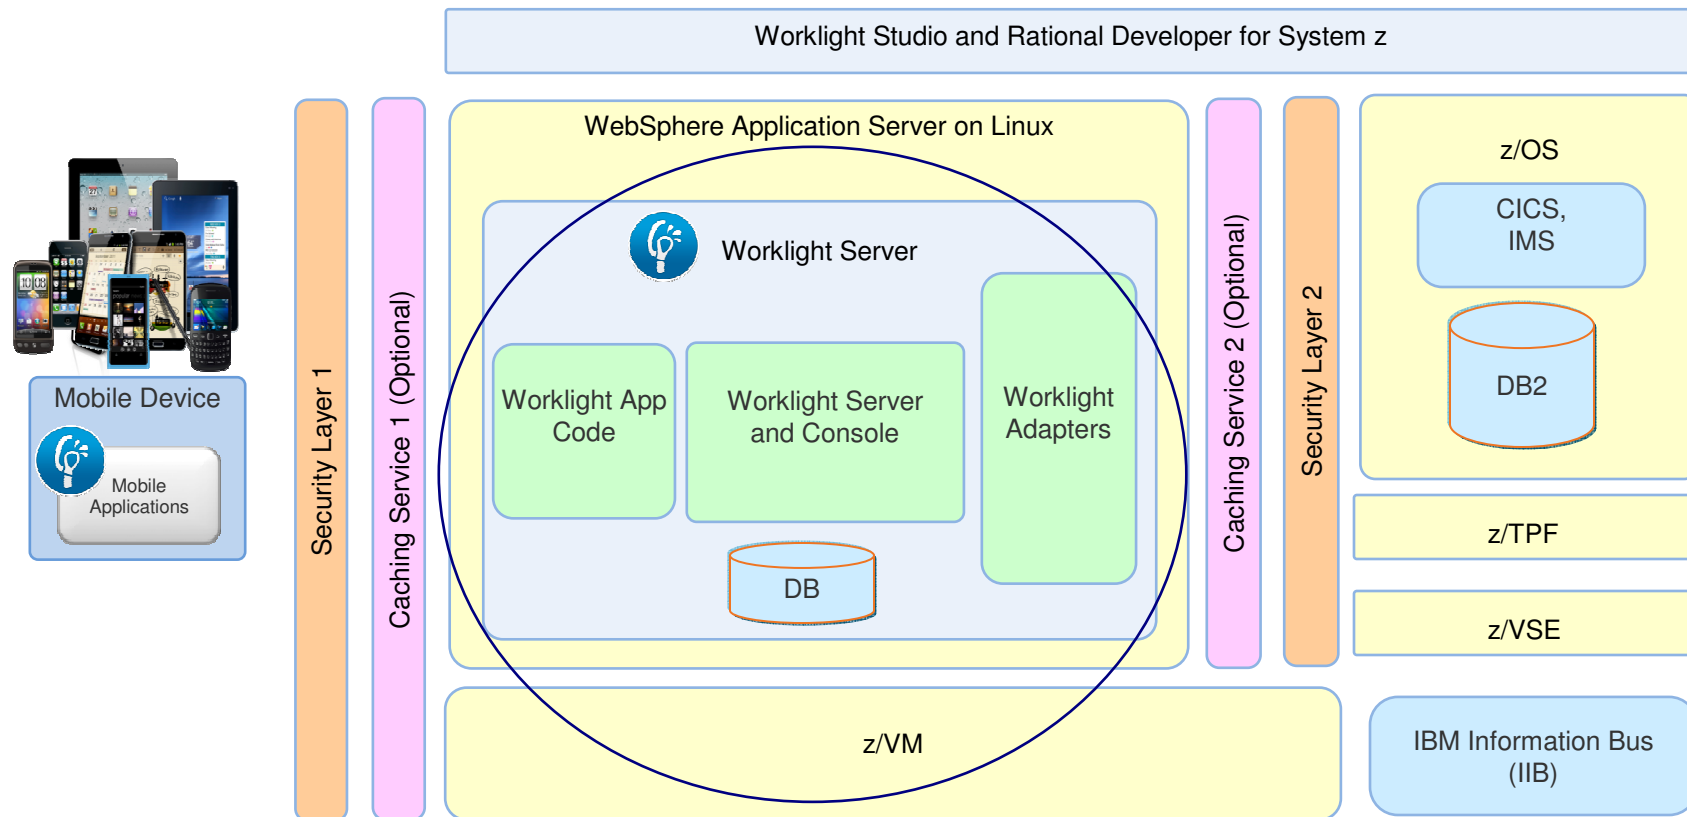 Worklight Studio and Rational Developer for System z
WebSphere Application Server on Linux
Worklight Server
Worklight App
Code
Worklight Server
and Console
Worklight
Adapters
DB
z/VM
Mobile Device
Mobile
Applications
Security Layer 1
Caching Service 1 (Optional)
Caching Service 2 (Optional)
Security Layer 2
z/OS
CICS,
IMS
DB2
z/TPF
z/VSE
IBM Information Bus
(IIB)